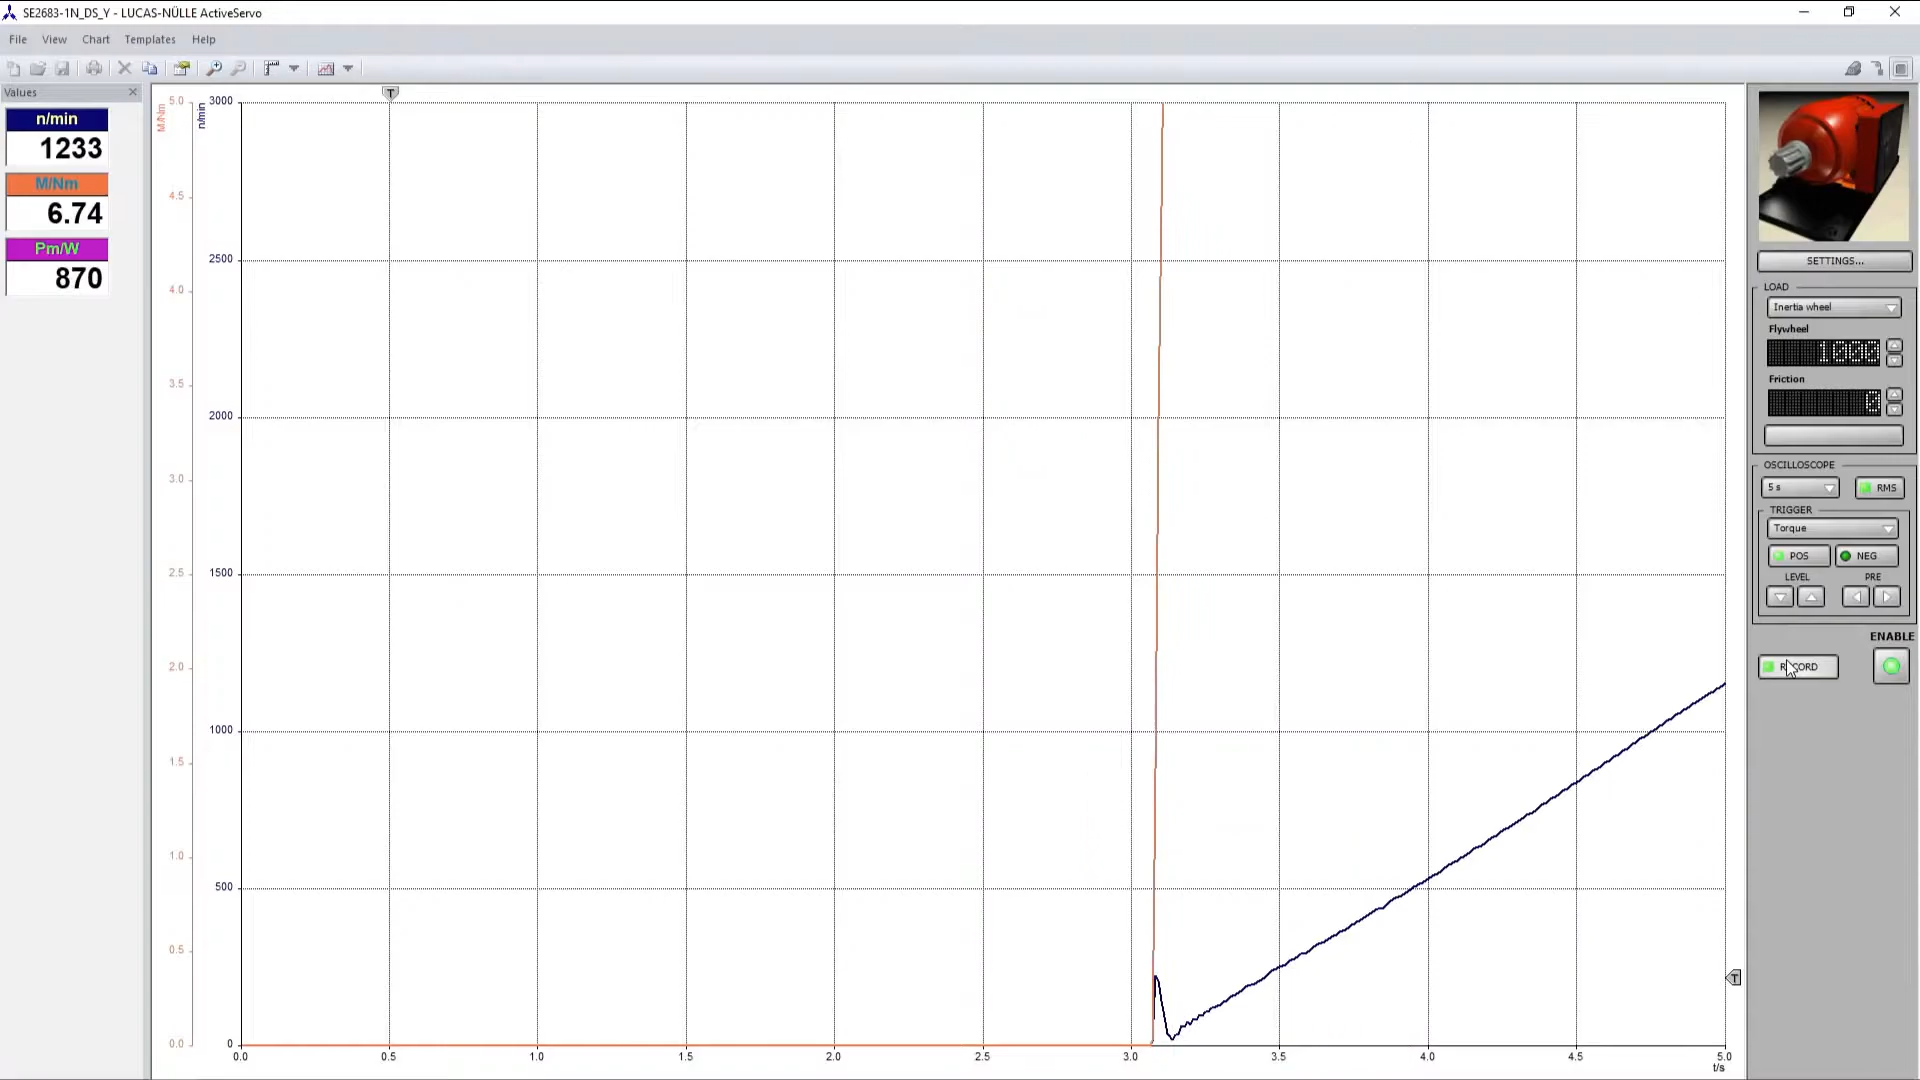 SE2683-1N_DS_Y - LUCAS-NÜLLE ActiveServo
File View Chart Templates Help
Values
n/min
1233
M/Nm
6.74
Pm/W
870
M/Nm
5.0
4.5
4.0
3.5
3.0
2.5
2.0
1.5
1.0
0.5
0.0
n/min
3000
2500
2000
1500
1000
500
0
T
T
0.0 0.5 1.0 1.5 2.0 2.5 3.0 3.5 4.0 4.5 5.0
t/s
SETTINGS...
LOAD
Inertia wheel
Flywheel
1000
Friction
0
OSCILLOSCOPE
5 s RMS
TRIGGER
Torque
POS NEG
LEVEL PRE
ENABLE
RECORD